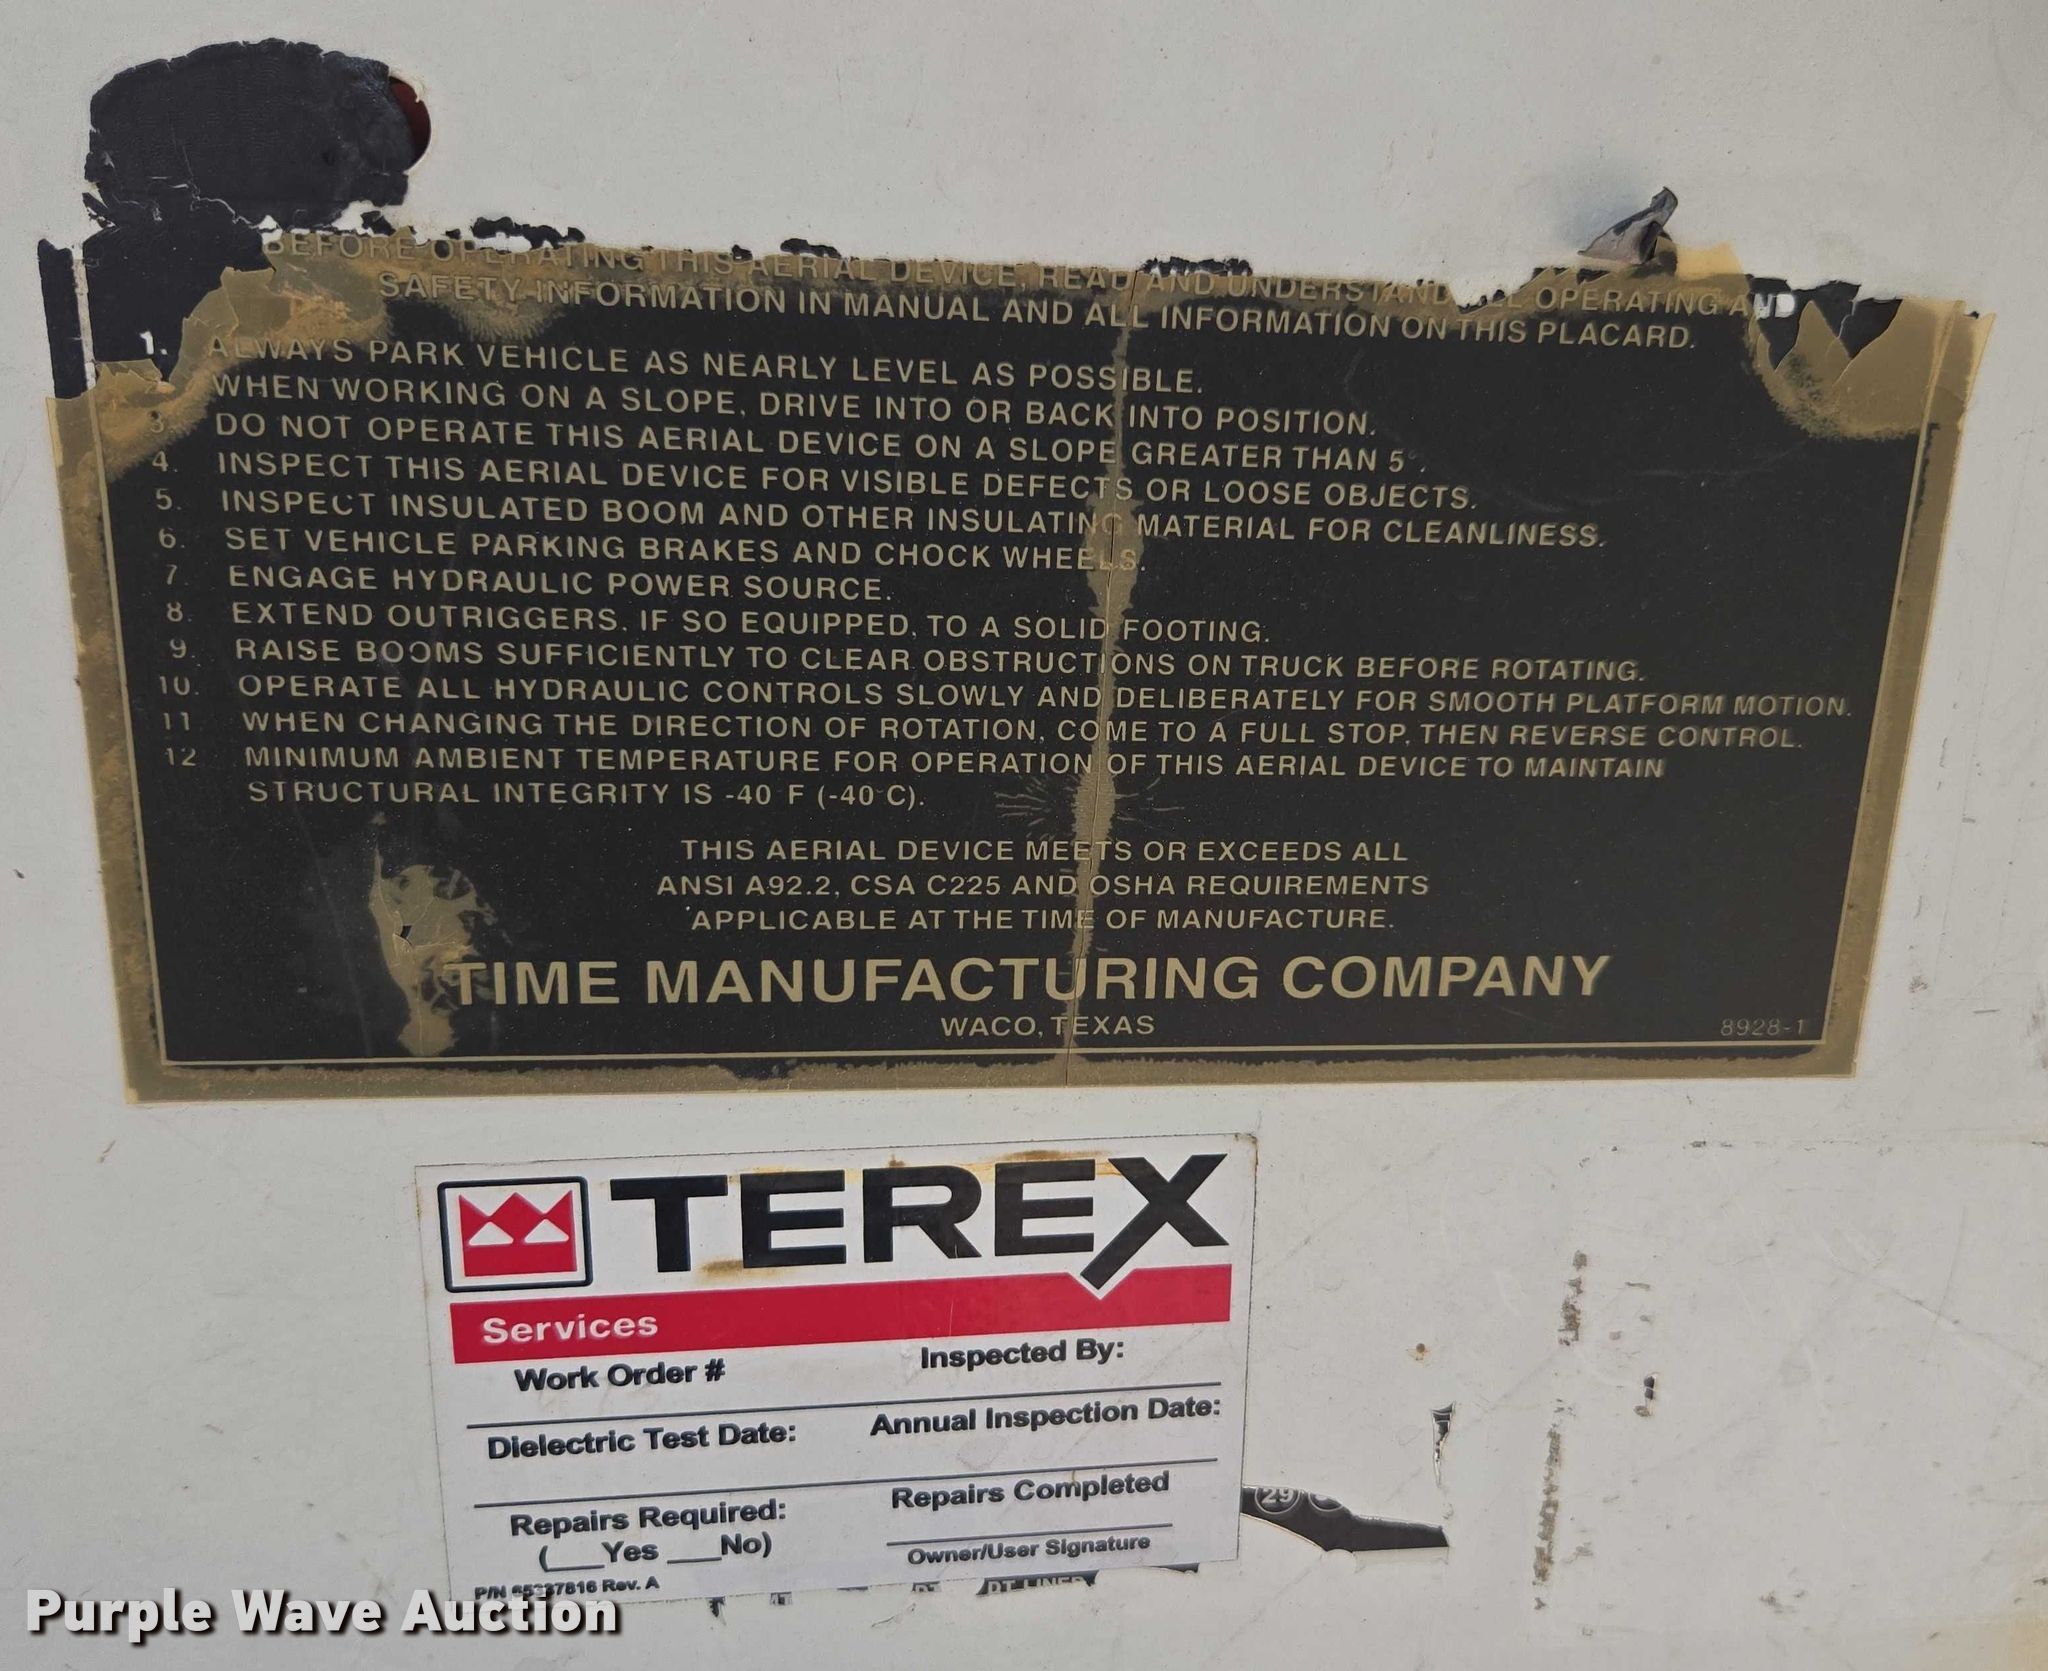 BEFORE OPERATING THIS AERIAL DEVICE, READ AND UNDERSTAND ALL OPERATING AND
SAFETY INFORMATION IN MANUAL AND ALL INFORMATION ON THIS PLACARD.
1. ALWAYS PARK VEHICLE AS NEARLY LEVEL AS POSSIBLE.
WHEN WORKING ON A SLOPE, DRIVE INTO OR BACK INTO POSITION.
3. DO NOT OPERATE THIS AERIAL DEVICE ON A SLOPE GREATER THAN 5°.
4. INSPECT THIS AERIAL DEVICE FOR VISIBLE DEFECTS OR LOOSE OBJECTS.
5. INSPECT INSULATED BOOM AND OTHER INSULATING MATERIAL FOR CLEANLINESS.
6. SET VEHICLE PARKING BRAKES AND CHOCK WHEELS.
7. ENGAGE HYDRAULIC POWER SOURCE.
8. EXTEND OUTRIGGERS, IF SO EQUIPPED, TO A SOLID FOOTING.
9. RAISE BOOMS SUFFICIENTLY TO CLEAR OBSTRUCTIONS ON TRUCK BEFORE ROTATING.
10. OPERATE ALL HYDRAULIC CONTROLS SLOWLY AND DELIBERATELY FOR SMOOTH PLATFORM MOTION.
11 WHEN CHANGING THE DIRECTION OF ROTATION, COME TO A FULL STOP, THEN REVERSE CONTROL.
12 MINIMUM AMBIENT TEMPERATURE FOR OPERATION OF THIS AERIAL DEVICE TO MAINTAIN
STRUCTURAL INTEGRITY IS -40 F (-40 C).
THIS AERIAL DEVICE MEETS OR EXCEEDS ALL
ANSI A92.2, CSA C225 AND OSHA REQUIREMENTS
APPLICABLE AT THE TIME OF MANUFACTURE.
TIME MANUFACTURING COMPANY
WACO, TEXAS
8928-1
TEREX
Services
Work Order # Inspected By:
Dielectric Test Date: Annual Inspection Date:
Repairs Required: Repairs Completed
(___Yes ___No) Owner/User Signature
P/N Rev. A
29
Purple Wave Auction